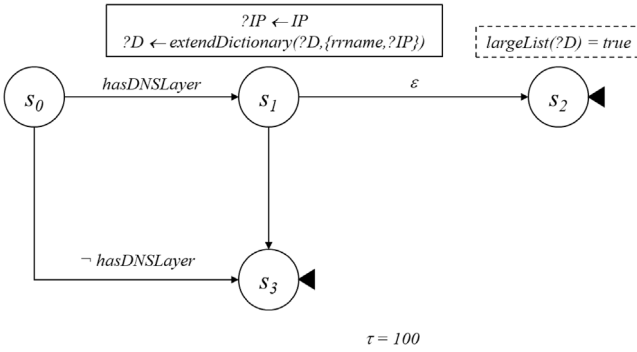 ?IP ← IP
?D ← extendDictionary(?D,{rrname,?IP})
largeList(?D) = true
hasDNSLayer
ε
s0
s1
s2
¬ hasDNSLayer
s3
τ = 100